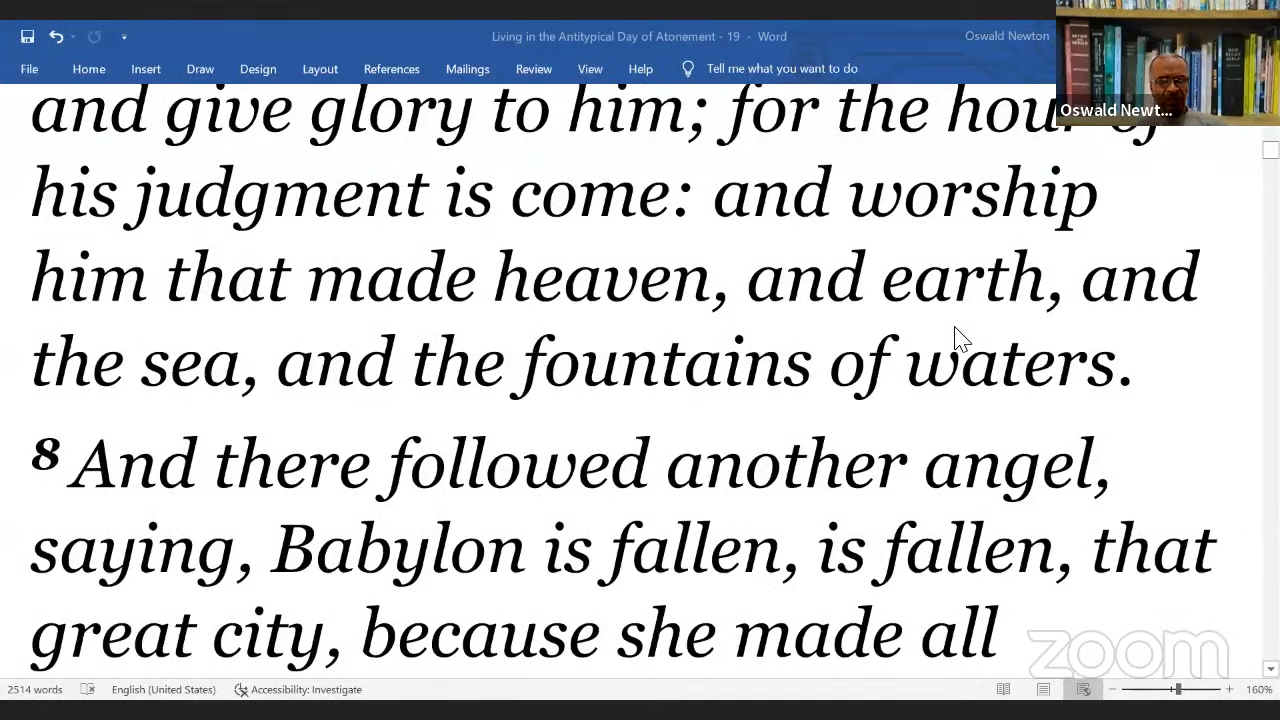 Living in the Antitypical Day of Atonement - 19 - Word
Oswald Newton
File Home Insert Draw Design Layout References Mailings Review View Help Tell me what you want to do
Oswald Newt...
and give glory to him; for the hour of
his judgment is come: and worship
him that made heaven, and earth, and
the sea, and the fountains of waters.
8 And there followed another angel,
saying, Babylon is fallen, is fallen, that
great city, because she made all
zoom
2514 words English (United States) Accessibility: Investigate 160%